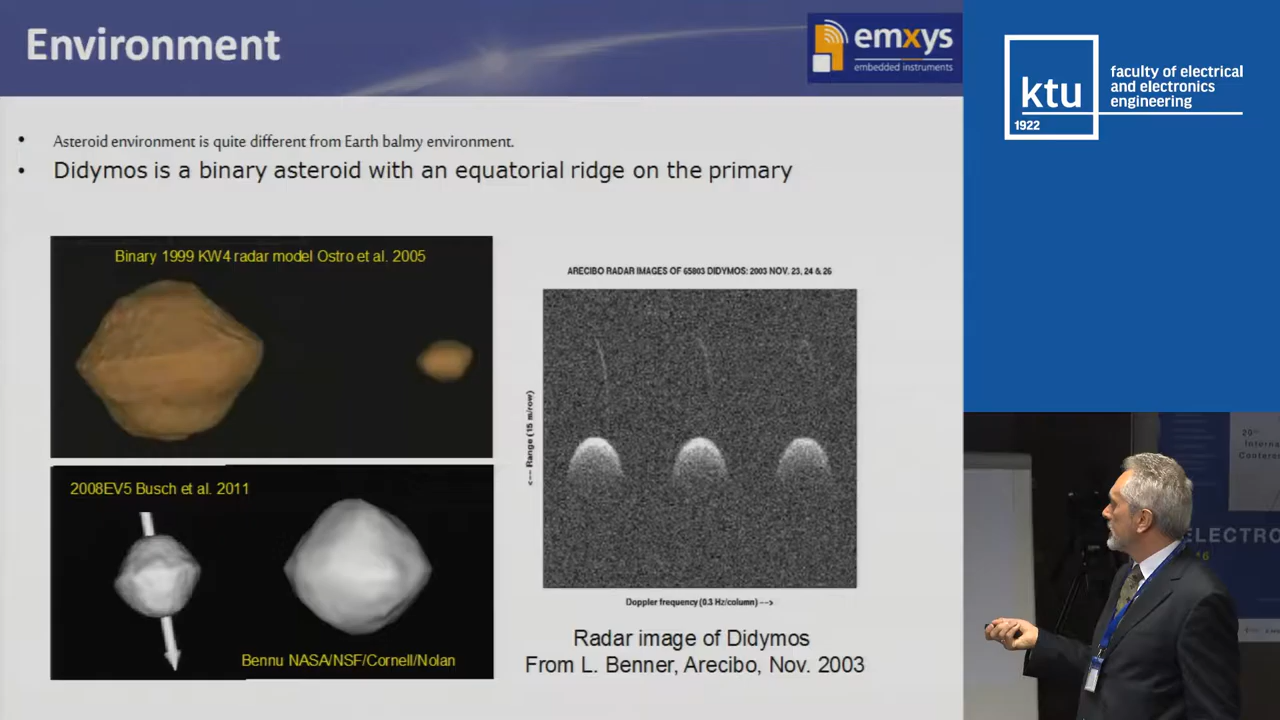 Environment
emxys
embedded instruments
ktu
1922
faculty of electrical
and electronics
engineering
• Asteroid environment is quite different from Earth balmy environment.
• Didymos is a binary asteroid with an equatorial ridge on the primary
Binary 1999 KW4 radar model Ostro et al. 2005
2008EV5 Busch et al. 2011
Bennu NASA/NSF/Cornell/Nolan
ARECIBO RADAR IMAGES OF 65803 DIDYMOS: 2003 NOV. 23, 24 & 26
<-- Range (15 m/row)
Doppler frequency (0.3 Hz/column) -->
Radar image of Didymos
From L. Benner, Arecibo, Nov. 2003
20th
Interna
Conferen
ELECTRO